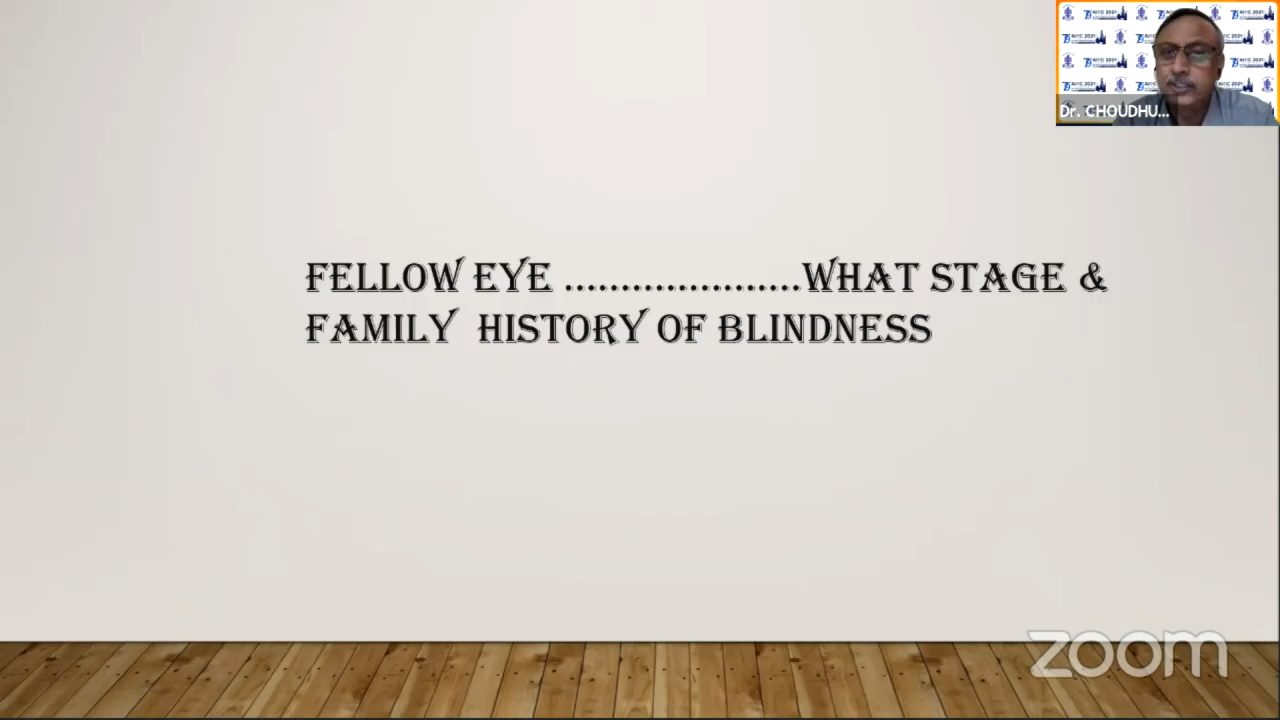 Dr. CHOUDHU...
FELLOW EYE .....................WHAT STAGE &
FAMILY HISTORY OF BLINDNESS
zoom